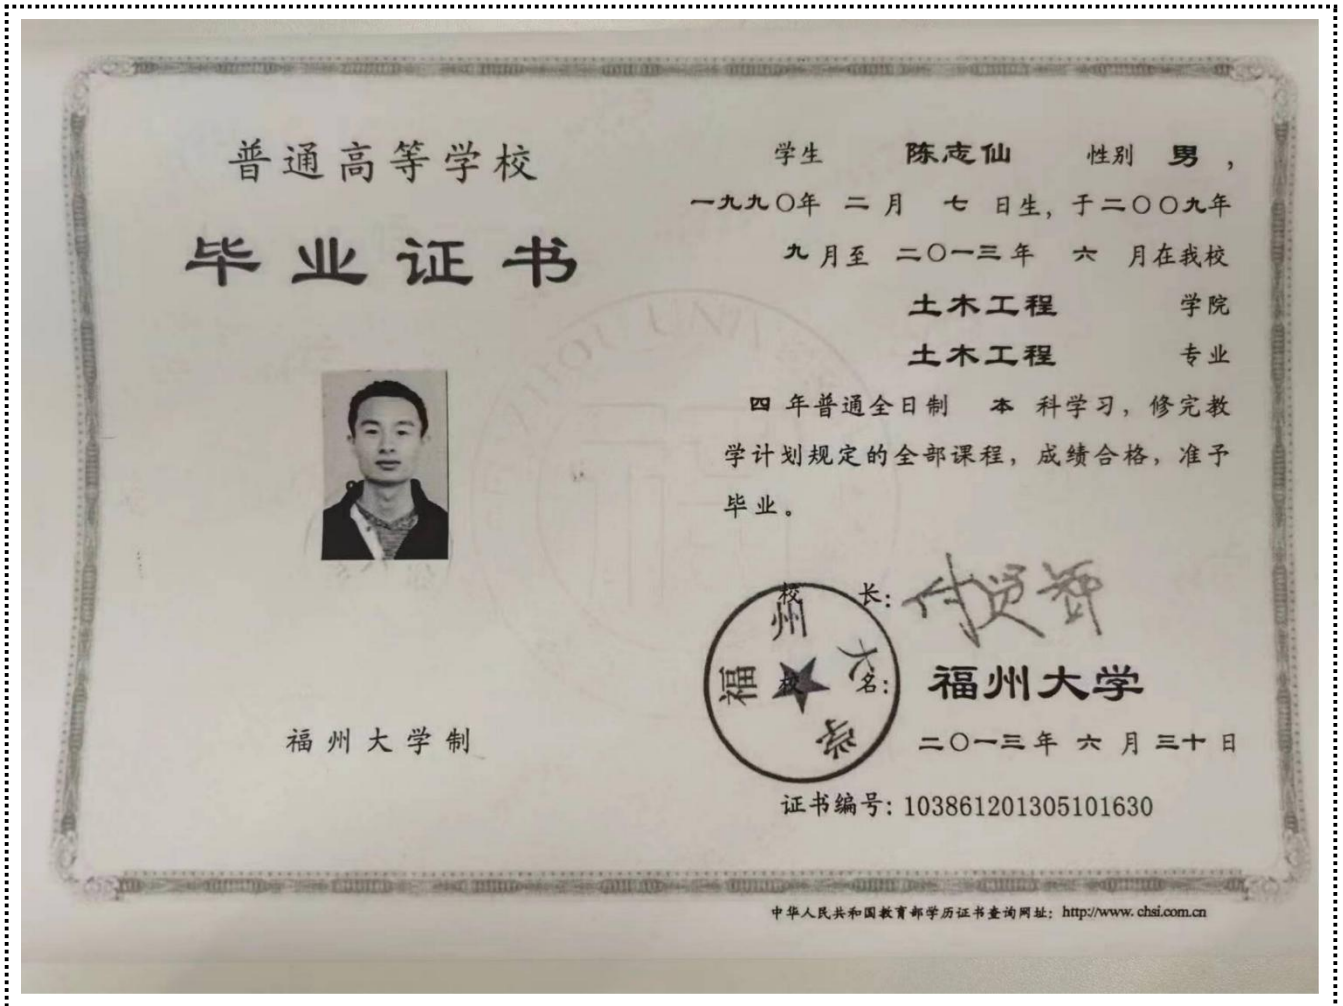 普通高等学校
毕业证书
福州大学制
学生 陈志仙 性别 男,
一九九〇年 二月 七日生, 于二〇〇九年
九月至 二〇一三年 六 月在我校
土木工程 学院
土木工程 专业
四年普通全日制 本 科学习, 修完教
学计划规定的全部课程, 成绩合格, 准予
毕业。
校 长: 付贤智
校 名: 福州大学
福州大学
二〇一三年 六 月 三十 日
证书编号: 103861201305101630
中华人民共和国教育部学历证书查询网址: http://www.chsi.com.cn